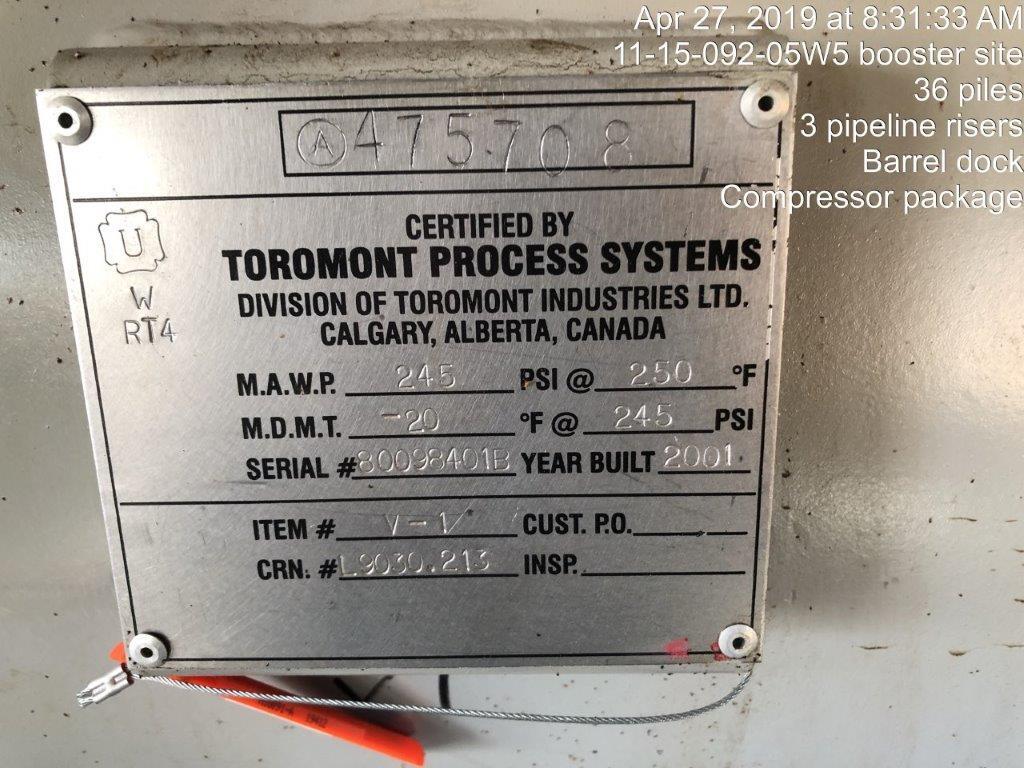 Apr 27, 2019 at 8:31:33 AM
11-15-092-05W5 booster site
36 piles
3 pipeline risers
Barrel dock
Compressor package
Ⓐ475708
U
W
RT4
CERTIFIED BY
TOROMONT PROCESS SYSTEMS
DIVISION OF TOROMONT INDUSTRIES LTD.
CALGARY, ALBERTA, CANADA
M.A.W.P. 245 PSI @ 250 °F
M.D.M.T. -20 °F @ 245 PSI
SERIAL # 80098401B YEAR BUILT 2001
ITEM # V-1 CUST. P.O.
CRN. # L9030.213 INSP.